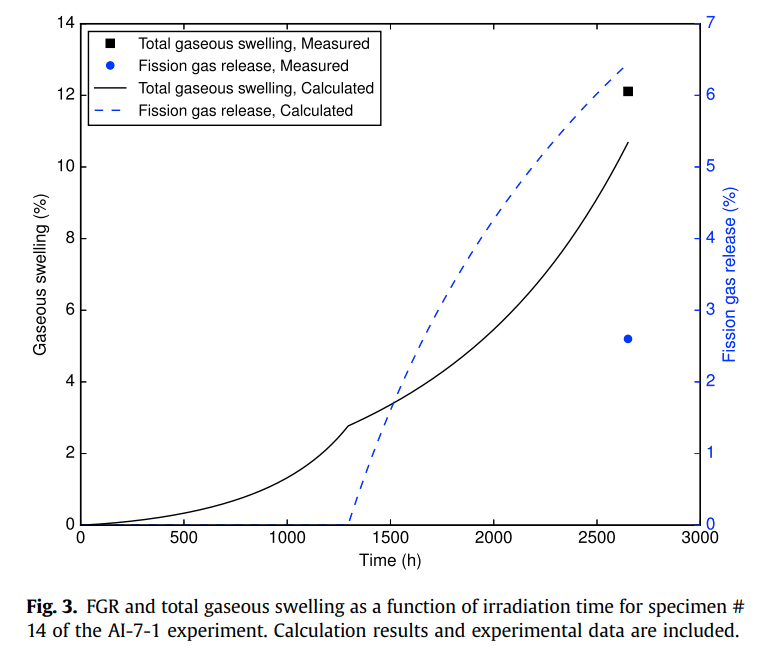 14
12
10
8
6
4
2
0
Gaseous swelling (%)
Total gaseous swelling, Measured
Fission gas release, Measured
Total gaseous swelling, Calculated
Fission gas release, Calculated
7
6
5
4
3
2
1
0
Fission gas release (%)
0 500 1000 1500 2000 2500 3000
Time (h)
Fig. 3. FGR and total gaseous swelling as a function of irradiation time for specimen #
14 of the AI-7-1 experiment. Calculation results and experimental data are included.